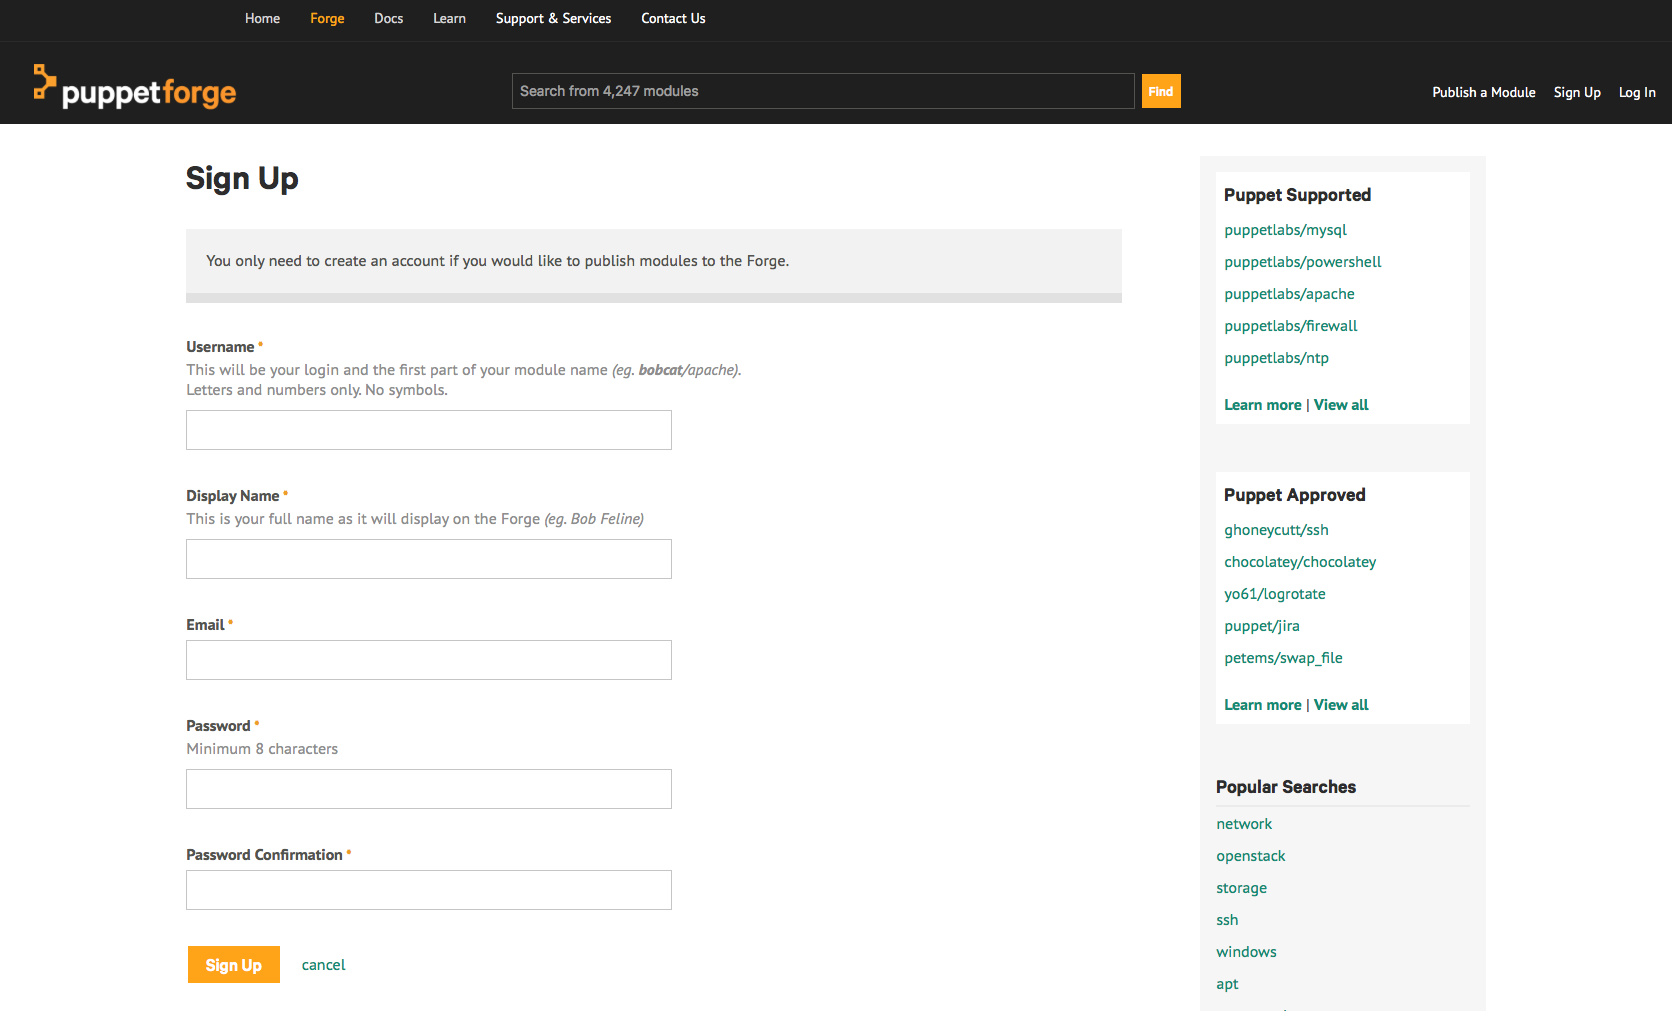 Home Forge Docs Learn Support & Services Contact Us
puppetforge
Search from 4,247 modules
Find
Publish a Module Sign Up Log In
Sign Up
You only need to create an account if you would like to publish modules to the Forge.
Username *
This will be your login and the first part of your module name (eg. bobcat/apache).
Letters and numbers only. No symbols.
Display Name *
This is your full name as it will display on the Forge (eg. Bob Feline)
Email *
Password *
Minimum 8 characters
Password Confirmation *
Sign Up cancel
Puppet Supported
puppetlabs/mysql
puppetlabs/powershell
puppetlabs/apache
puppetlabs/firewall
puppetlabs/ntp
Learn more | View all
Puppet Approved
ghoneycutt/ssh
chocolatey/chocolatey
yo61/logrotate
puppet/jira
petems/swap_file
Learn more | View all
Popular Searches
network
openstack
storage
ssh
windows
apt